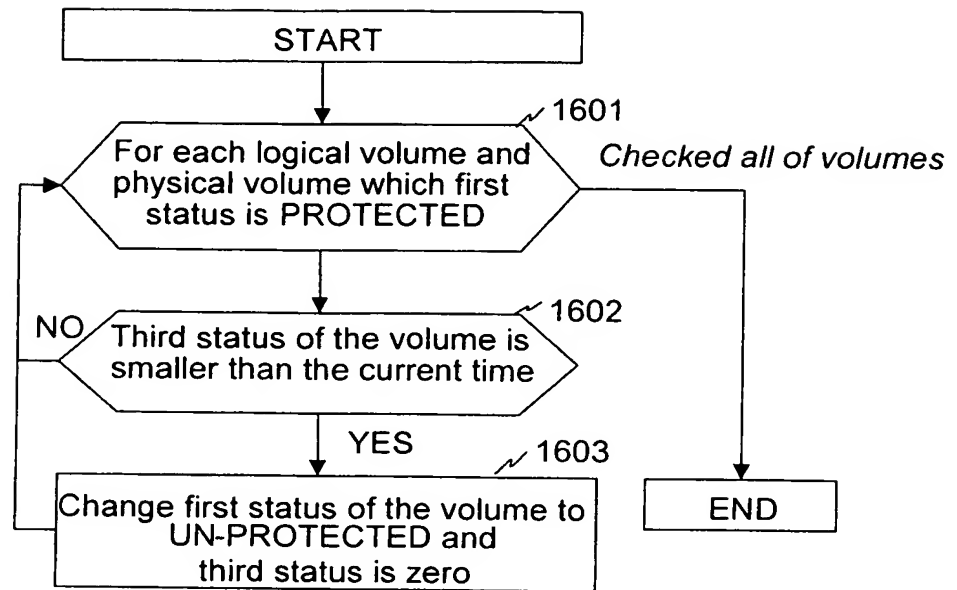 START
1601
For each logical volume and
physical volume which first
status is PROTECTED
Checked all of volumes
1602
NO
Third status of the volume is
smaller than the current time
YES
1603
Change first status of the volume to
UN-PROTECTED and
third status is zero
END